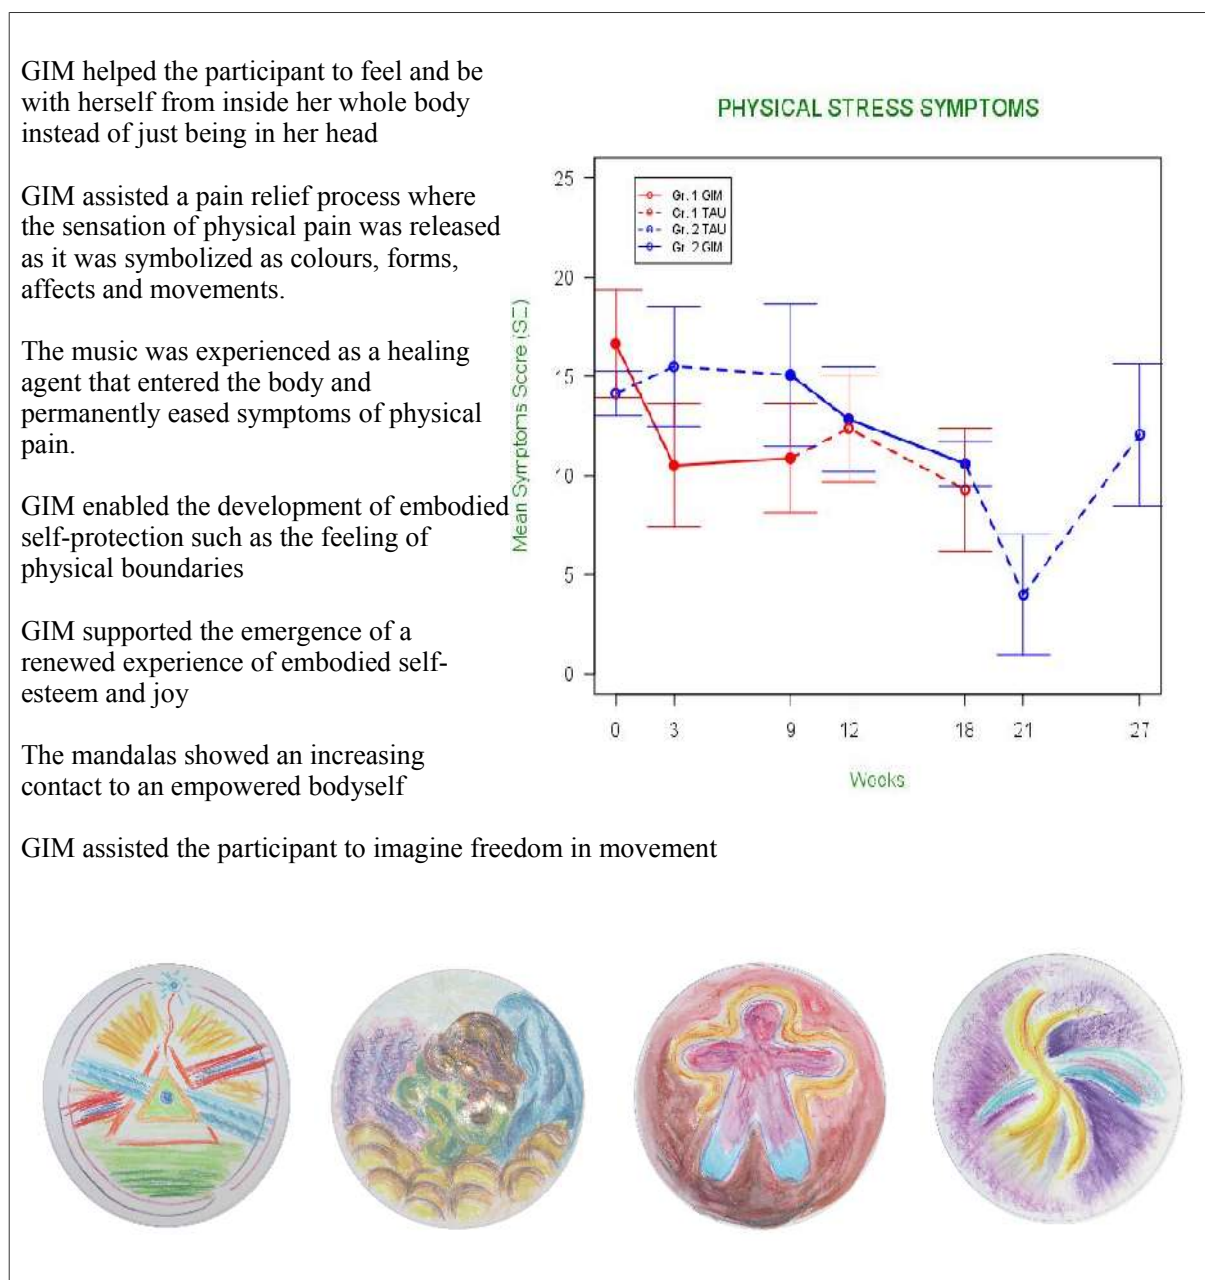 GIM helped the participant to feel and be
with herself from inside her whole body
instead of just being in her head
GIM assisted a pain relief process where
the sensation of physical pain was released
as it was symbolized as colours, forms,
affects and movements.
The music was experienced as a healing
agent that entered the body and
permanently eased symptoms of physical
pain.
GIM enabled the development of embodied
self-protection such as the feeling of
physical boundaries
GIM supported the emergence of a
renewed experience of embodied self-
esteem and joy
The mandalas showed an increasing
contact to an empowered bodyself
GIM assisted the participant to imagine freedom in movement
PHYSICAL STRESS SYMPTOMS
Gr. 1 GIM
Gr. 1 TAU
Gr. 2 TAU
Gr. 2 GIM
Mean Symptoms Score
25
20
15
10
5
0
0 3 9 12 18 21 27
Weeks